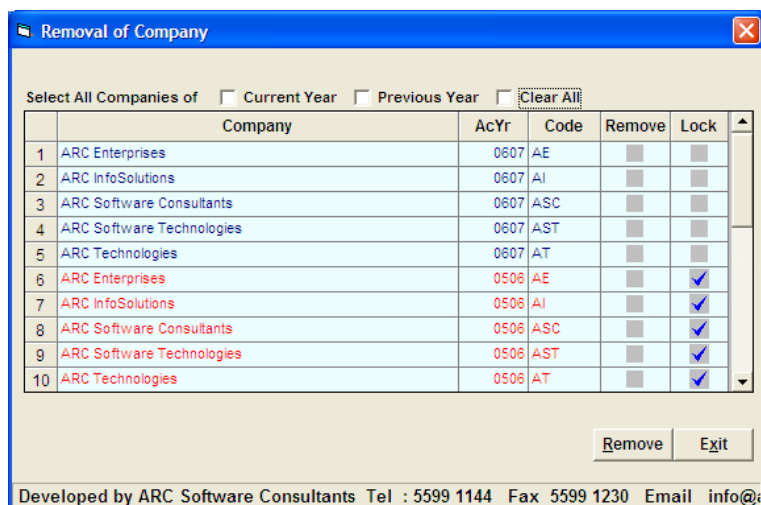 Removal of Company
Select All Companies of Current Year Previous Year Clear All
Company AcYr Code Remove Lock
1 ARC Enterprises 0607 AE
2 ARC InfoSolutions 0607 AI
3 ARC Software Consultants 0607 ASC
4 ARC Software Technologies 0607 AST
5 ARC Technologies 0607 AT
6 ARC Enterprises 0506 AE
7 ARC InfoSolutions 0506 AI
8 ARC Software Consultants 0506 ASC
9 ARC Software Technologies 0506 AST
10 ARC Technologies 0506 AT
Remove Exit
Developed by ARC Software Consultants Tel : 5599 1144 Fax 5599 1230 Email info@